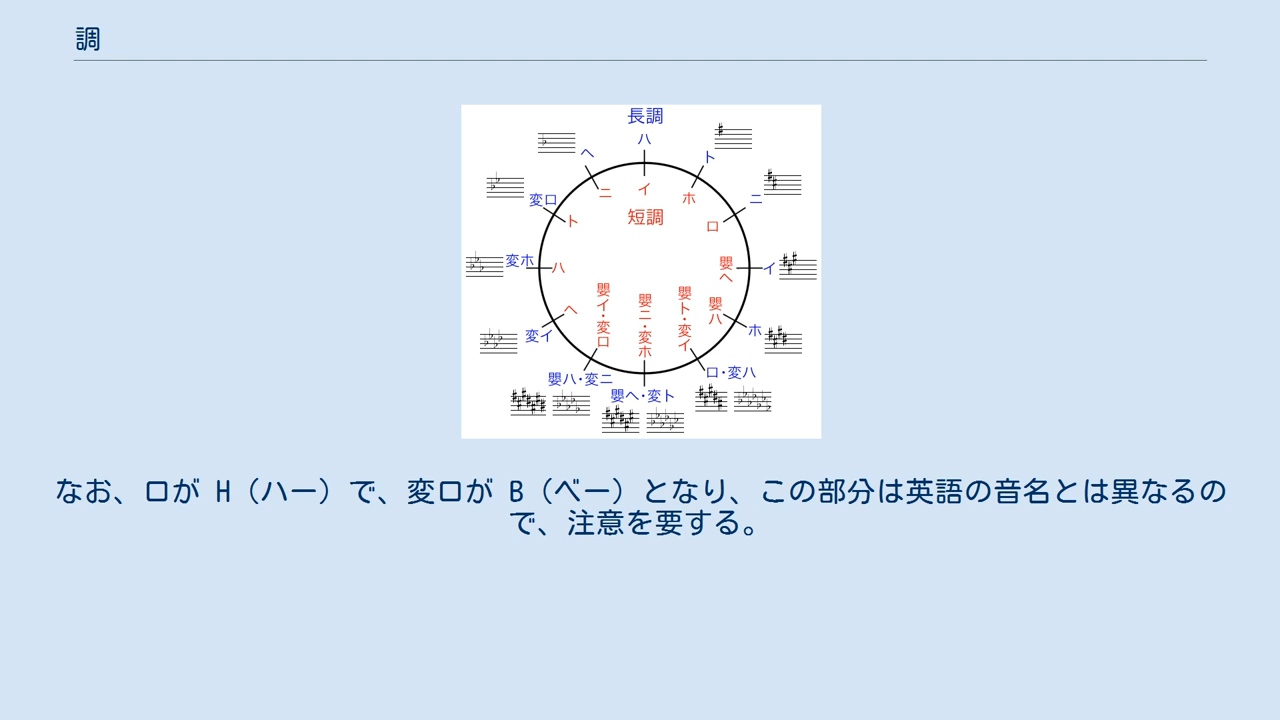 調
長調
ハ
ト
ニ
イ
ホ
ロ・変ハ
嬰ヘ・変ト
嬰ハ・変ニ
変イ
変ホ
変ロ
ヘ
短調
イ
ホ
ロ
嬰ヘ
嬰ハ
嬰ト・変イ
嬰ニ・変ホ
嬰イ・変ロ
ヘ
ハ
ト
ニ
なお、ロが H（ハー）で、変ロが B（ベー）となり、この部分は英語の音名とは異なるの
で、注意を要する。